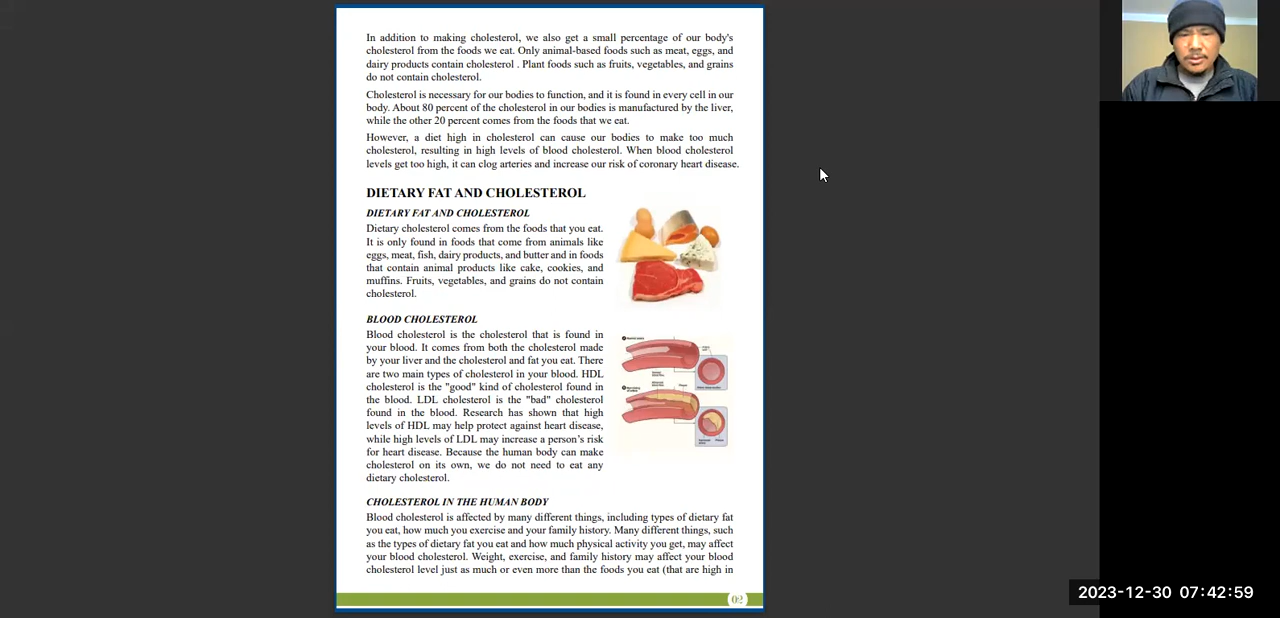 In addition to making cholesterol, we also get a small percentage of our body's
cholesterol from the foods we eat. Only animal-based foods such as meat, eggs, and
dairy products contain cholesterol . Plant foods such as fruits, vegetables, and grains
do not contain cholesterol.
Cholesterol is necessary for our bodies to function, and it is found in every cell in our
body. About 80 percent of the cholesterol in our bodies is manufactured by the liver,
while the other 20 percent comes from the foods that we eat.
However, a diet high in cholesterol can cause our bodies to make too much
cholesterol, resulting in high levels of blood cholesterol. When blood cholesterol
levels get too high, it can clog arteries and increase our risk of coronary heart disease.
DIETARY FAT AND CHOLESTEROL
DIETARY FAT AND CHOLESTEROL
Dietary cholesterol comes from the foods that you eat.
It is only found in foods that come from animals like
eggs, meat, fish, dairy products, and butter and in foods
that contain animal products like cake, cookies, and
muffins. Fruits, vegetables, and grains do not contain
cholesterol.
BLOOD CHOLESTEROL
Blood cholesterol is the cholesterol that is found in
your blood. It comes from both the cholesterol made
by your liver and the cholesterol and fat you eat. There
are two main types of cholesterol in your blood. HDL
cholesterol is the "good" kind of cholesterol found in
the blood. LDL cholesterol is the "bad" cholesterol
found in the blood. Research has shown that high
levels of HDL may help protect against heart disease,
while high levels of LDL may increase a person's risk
for heart disease. Because the human body can make
cholesterol on its own, we do not need to eat any
dietary cholesterol.
CHOLESTEROL IN THE HUMAN BODY
Blood cholesterol is affected by many different things, including types of dietary fat
you eat, how much you exercise and your family history. Many different things, such
as the types of dietary fat you eat and how much physical activity you get, may affect
your blood cholesterol. Weight, exercise, and family history may affect your blood
cholesterol level just as much or even more than the foods you eat (that are high in
02
2023-12-30 07:42:59